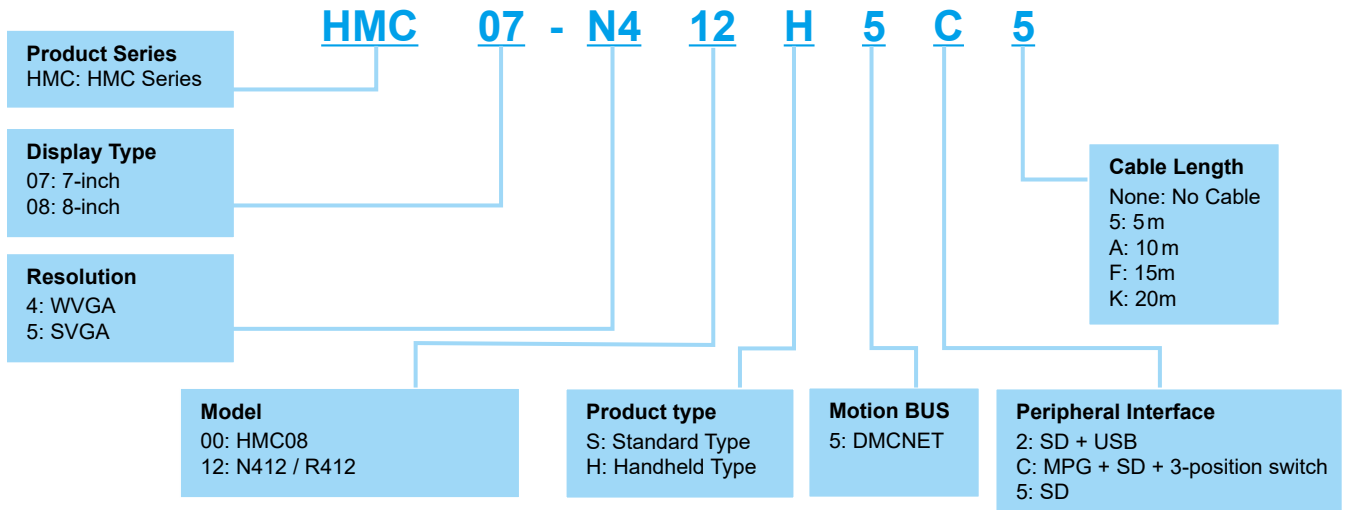 HMC 07 - N4 12 H 5 C 5
Product Series
HMC: HMC Series
Display Type
07: 7-inch
08: 8-inch
Resolution
4: WVGA
5: SVGA
Cable Length
None: No Cable
5: 5 m
A: 10 m
F: 15m
K: 20m
Model
00: HMC08
12: N412 / R412
Product type
S: Standard Type
H: Handheld Type
Motion BUS
5: DMCNET
Peripheral Interface
2: SD + USB
C: MPG + SD + 3-position switch
5: SD